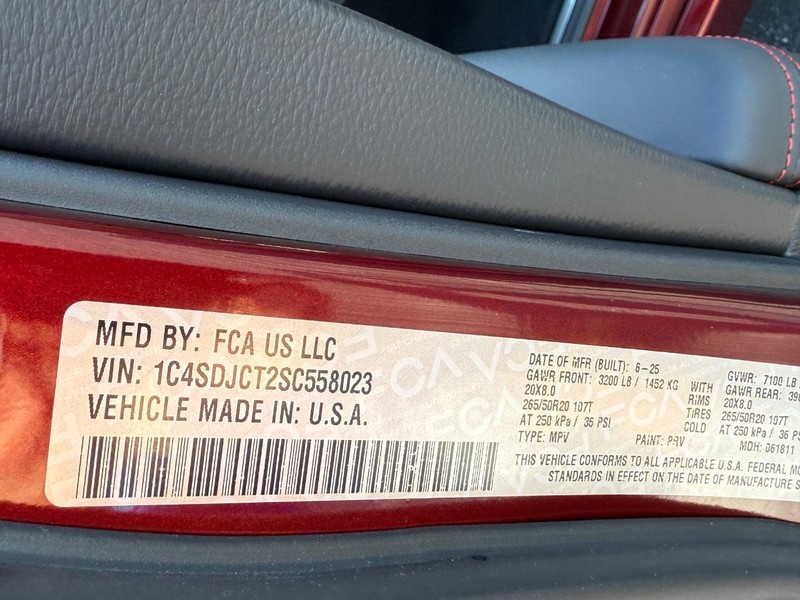 MFD BY: FCA US LLC
VIN: 1C4SDJCT2SC558023
VEHICLE MADE IN: U.S.A.
DATE OF MFR (BUILT): 6-25
GAWR FRONT: 3200 LB / 1452 KG WITH
20X8.0 RIMS
265/50R20 107T TIRES
AT 250 kPa / 36 PSI COLD
TYPE: MPV PAINT: PRV
GVWR: 7100 LB
GAWR REAR:
20X8.0
265/50R20 107T
AT 250 kPa / 36
MDH: 061811
THIS VEHICLE CONFORMS TO ALL APPLICABLE U.S.A. FEDERAL
STANDARDS IN EFFECT ON THE DATE OF MANUFACTURE